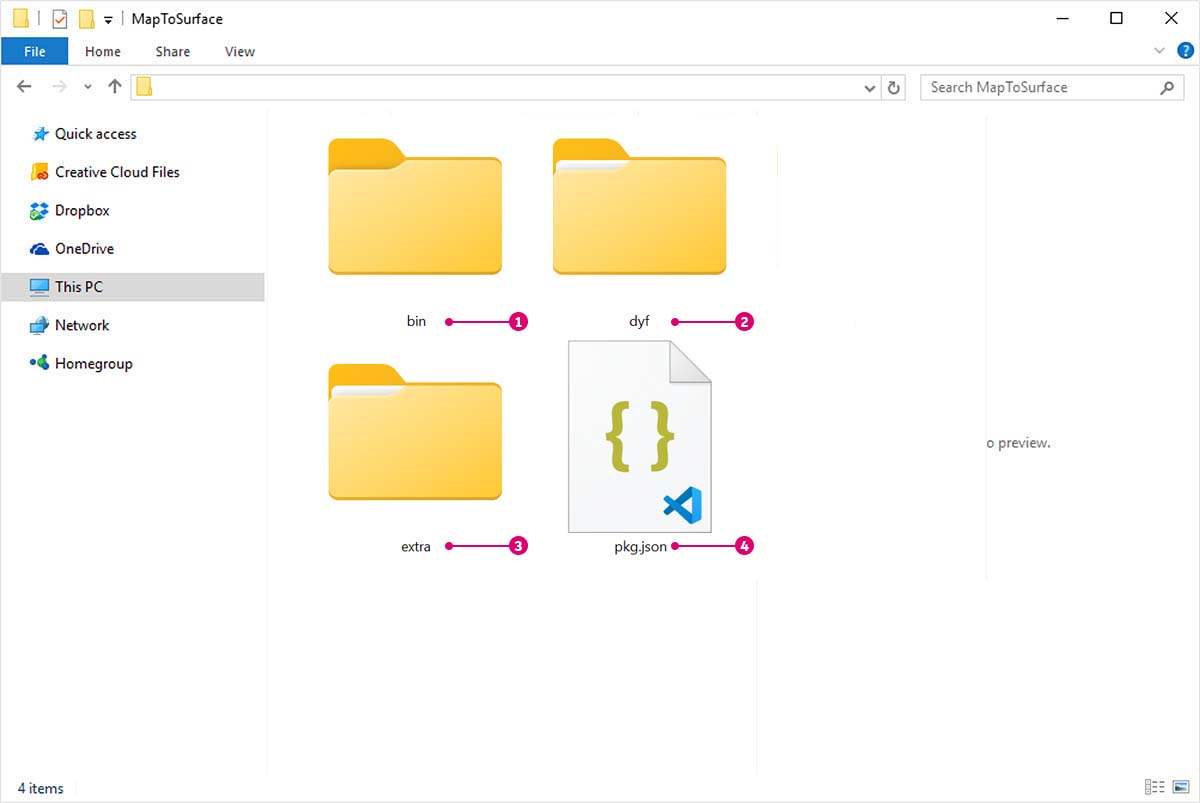 MapToSurface
File Home Share View
?
Search MapToSurface
Quick access
Creative Cloud Files
Dropbox
OneDrive
This PC
Network
Homegroup
bin 1
dyf 2
{ }
extra 3
pkg.json 4
o preview.
4 items